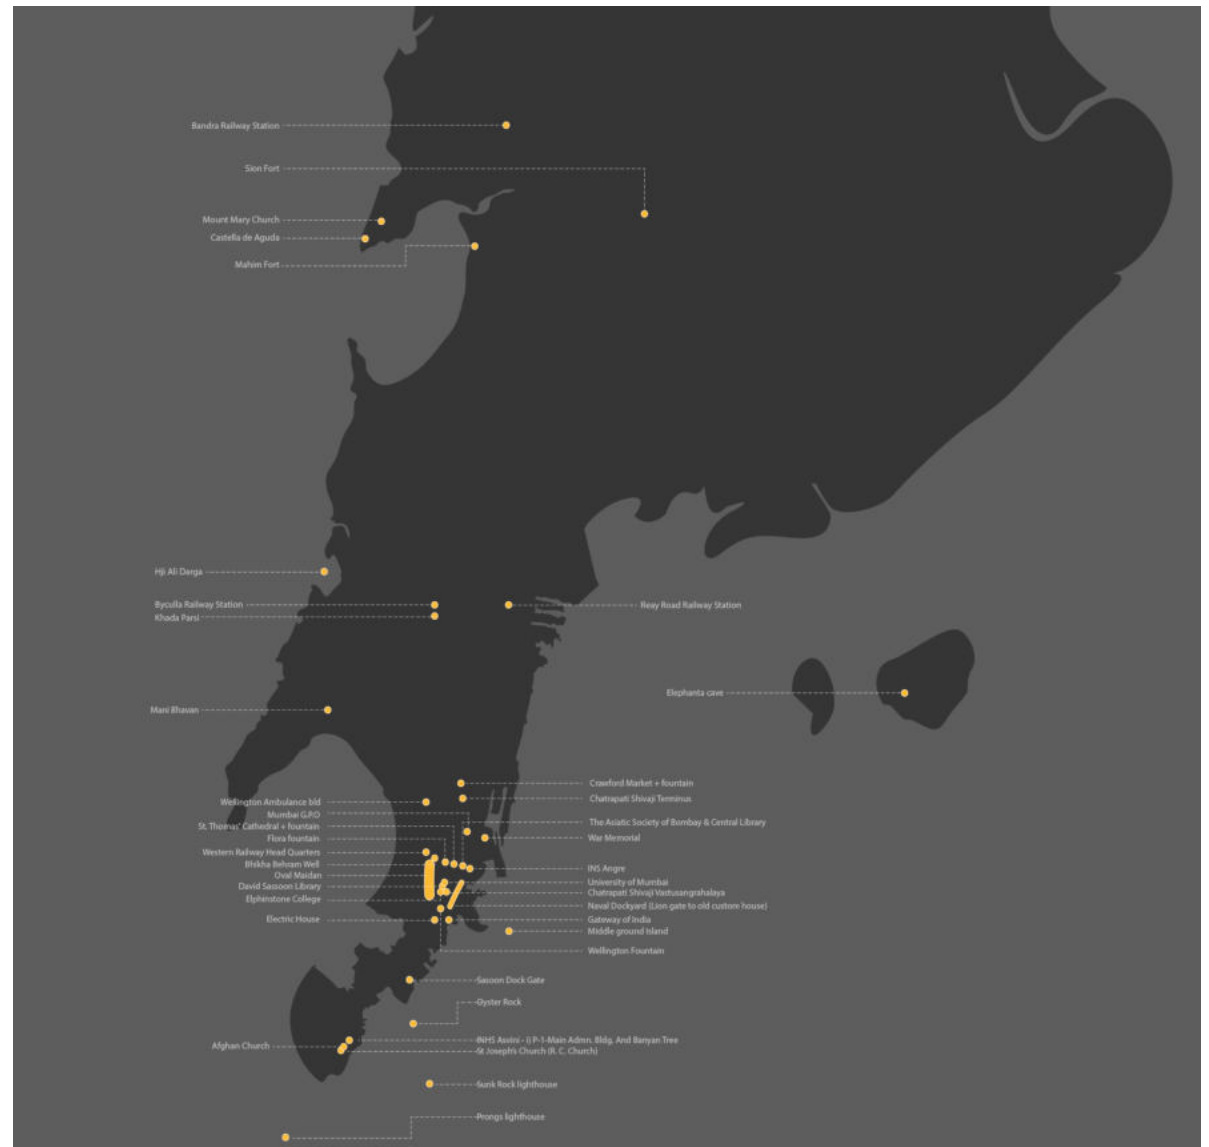 Bandra Railway Station
Sion Fort
Mount Mary Church
Castella de Aguda
Mahim Fort
Hji Ali Darga
Byculla Railway Station
Reay Road Railway Station
Khada Parsi
Elephanta cave
Mani Bhavan
Crawford Market + fountain
Chatrapati Shivaji Terminus
Wellington Ambulance bld
Mumbai G.P.O
The Asiatic Society of Bombay & Central Library
St. Thomas' Cathedral + fountain
Flora fountain
War Memorial
Western Railway Head Quarters
Bhikha Behram Well
INS Angre
Oval Maidan
University of Mumbai
David Sassoon Library
Chatrapati Shivaji Vastusangrahalaya
Elphinstone College
Naval Dockyard (Lion gate to old custom house)
Electric House
Gateway of India
Middle ground Island
Wellington Fountain
Sasoon Dock Gate
Oyster Rock
INHS Asvini - i) P-1-Main Admn. Bldg. And Banyan Tree
Afghan Church
St Joseph's Church (R. C. Church)
Sunk Rock lighthouse
Prongs lighthouse